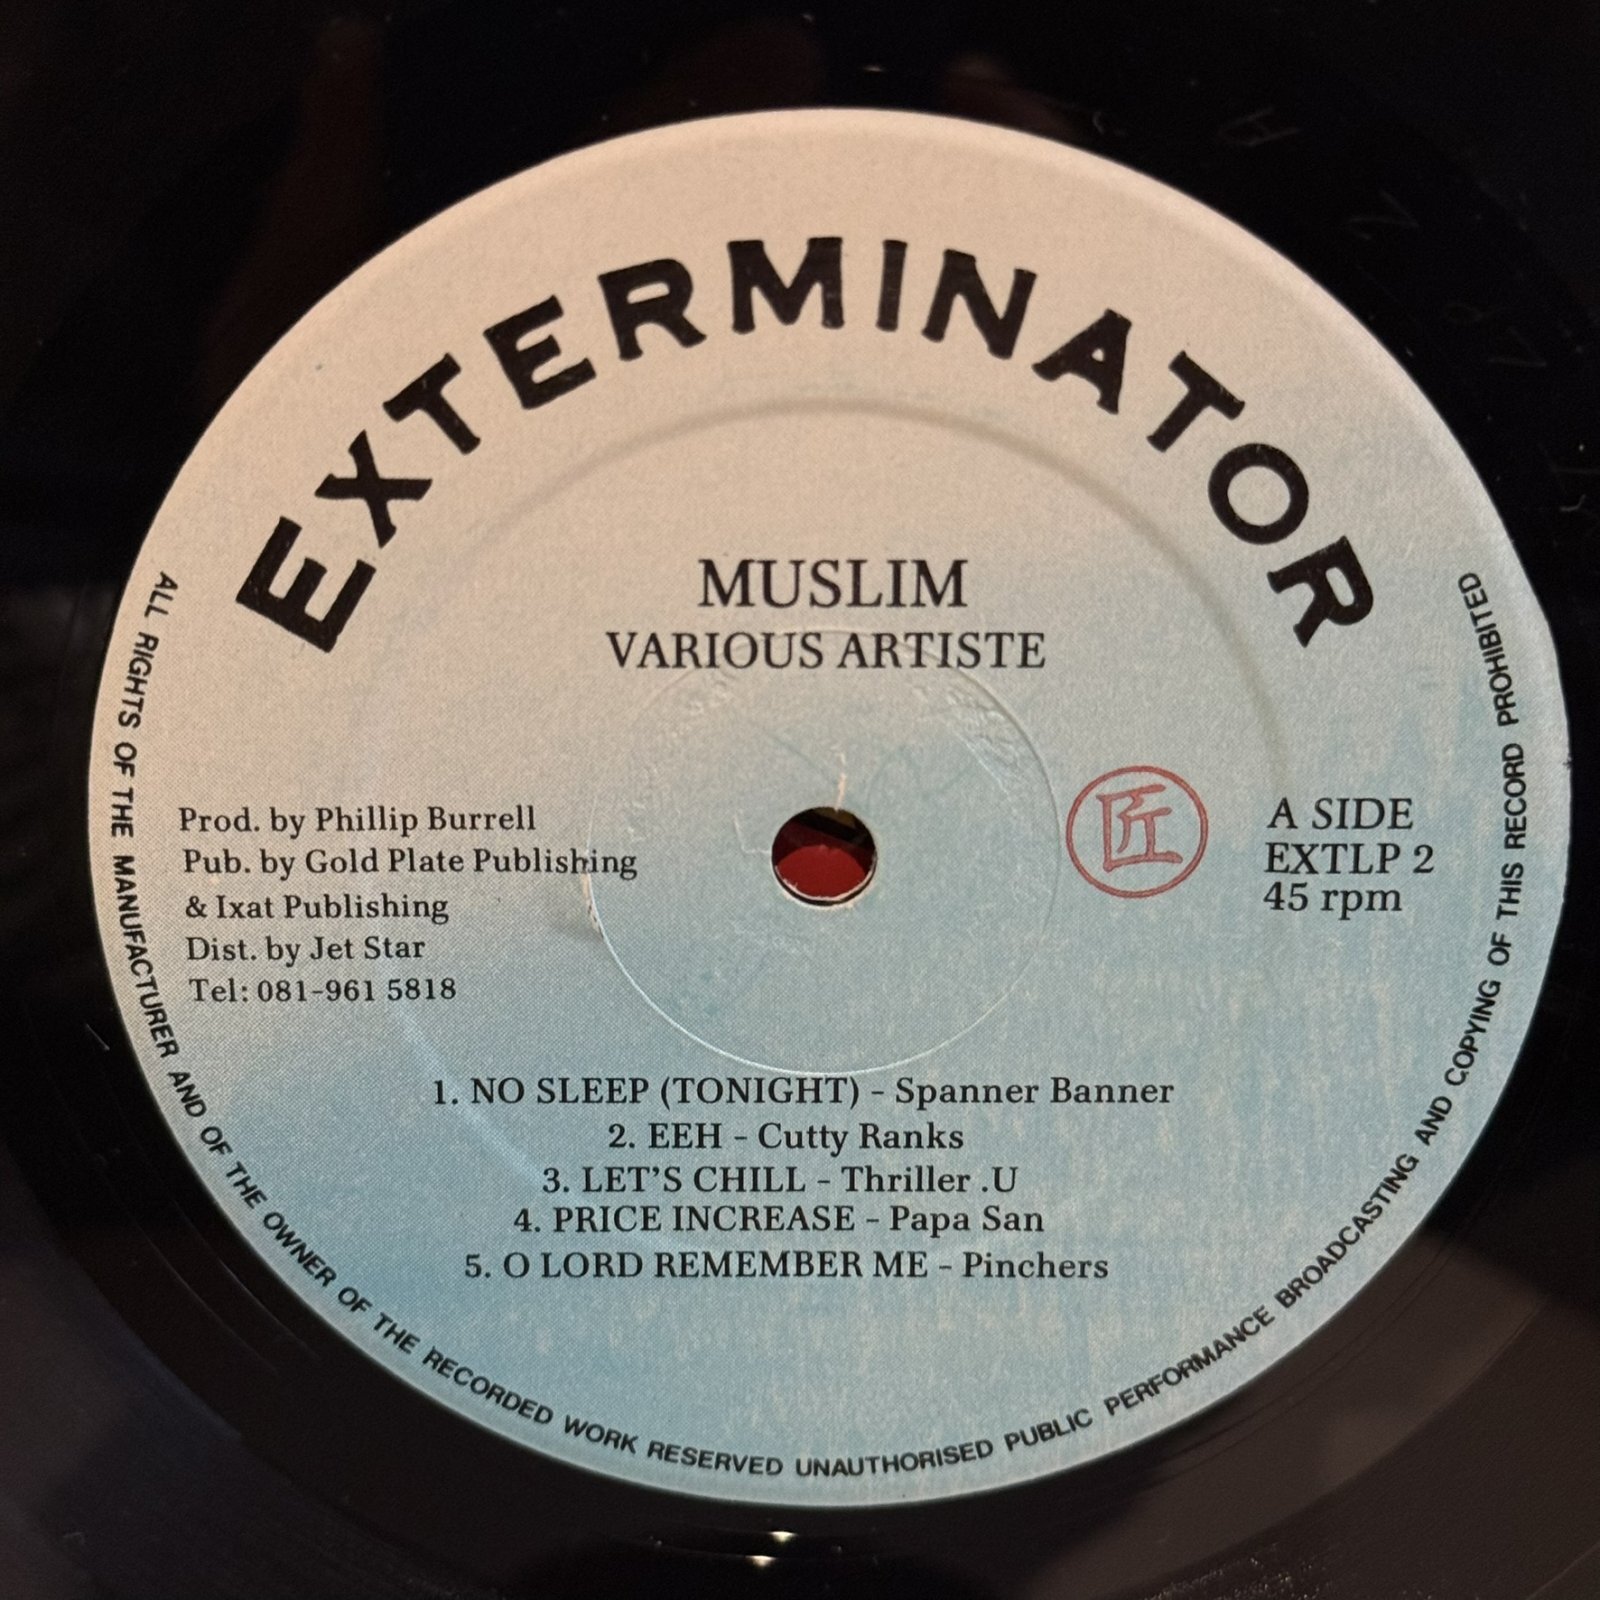 EXTERMINATOR
MUSLIM
VARIOUS ARTISTE
Prod. by Phillip Burrell
Pub. by Gold Plate Publishing
& Ixat Publishing
Dist. by Jet Star
Tel: 081-961 5818
匠
A SIDE
EXTLP 2
45 rpm
1. NO SLEEP (TONIGHT) - Spanner Banner
2. EEH - Cutty Ranks
3. LET'S CHILL - Thriller .U
4. PRICE INCREASE - Papa San
5. O LORD REMEMBER ME - Pinchers
ALL RIGHTS OF THE MANUFACTURER AND OF THE OWNER OF THE RECORDED WORK RESERVED UNAUTHORISED PUBLIC PERFORMANCE BROADCASTING AND COPYING OF THIS RECORD PROHIBITED